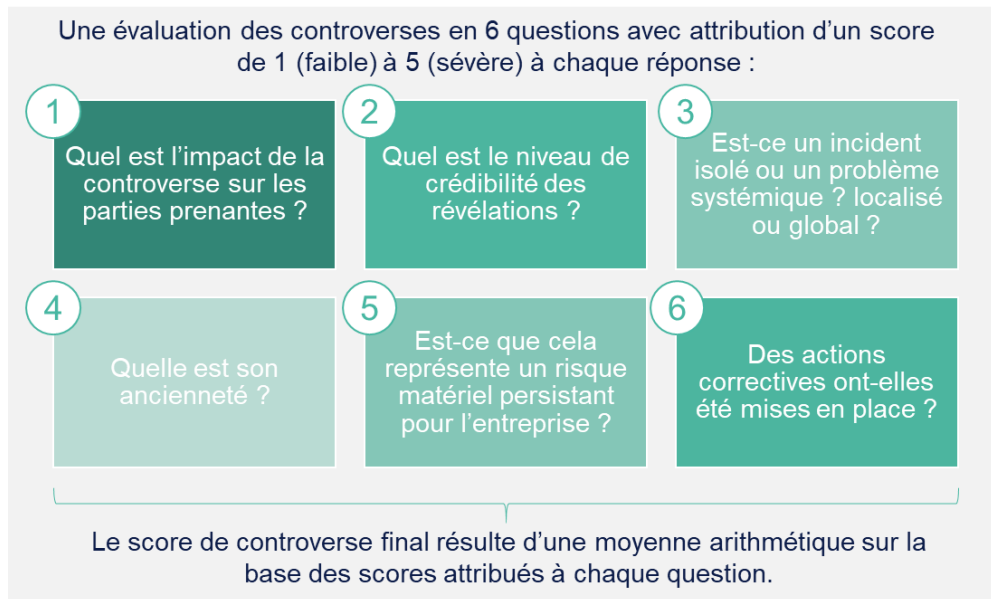 Une évaluation des controverses en 6 questions avec attribution d’un score
de 1 (faible) à 5 (sévère) à chaque réponse :
1
Quel est l’impact de la
controverse sur les
parties prenantes ?
2
Quel est le niveau de
crédibilité des
révélations ?
3
Est-ce un incident
isolé ou un problème
systémique ? localisé
ou global ?
4
Quelle est son
ancienneté ?
5
Est-ce que cela
représente un risque
matériel persistant
pour l’entreprise ?
6
Des actions
correctives ont-elles
été mises en place ?
Le score de controverse final résulte d’une moyenne arithmétique sur la
base des scores attribués à chaque question.